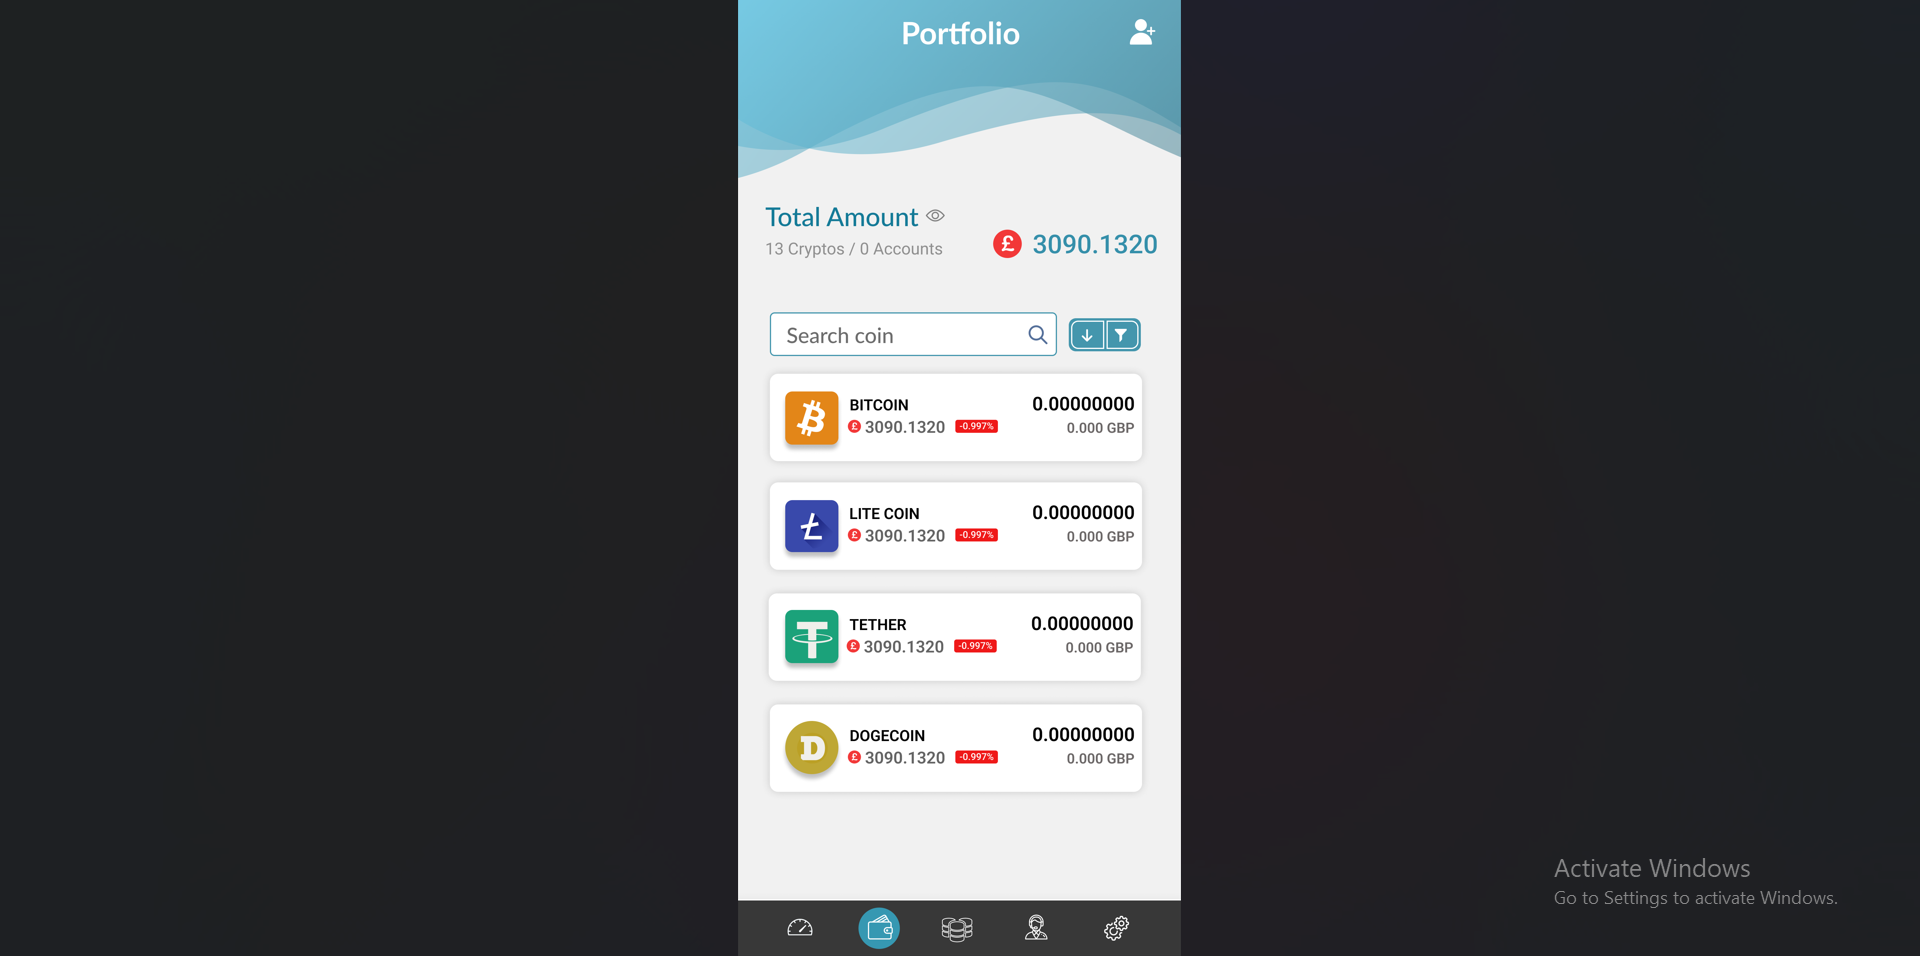 Portfolio
Total Amount
13 Cryptos / 0 Accounts
£ 3090.1320
Search coin
BITCOIN
0.00000000
£ 3090.1320 -0.997%
0.000 GBP
LITE COIN
0.00000000
£ 3090.1320 -0.997%
0.000 GBP
TETHER
0.00000000
£ 3090.1320 -0.997%
0.000 GBP
DOGECOIN
0.00000000
£ 3090.1320 -0.997%
0.000 GBP
Activate Windows
Go to Settings to activate Windows.